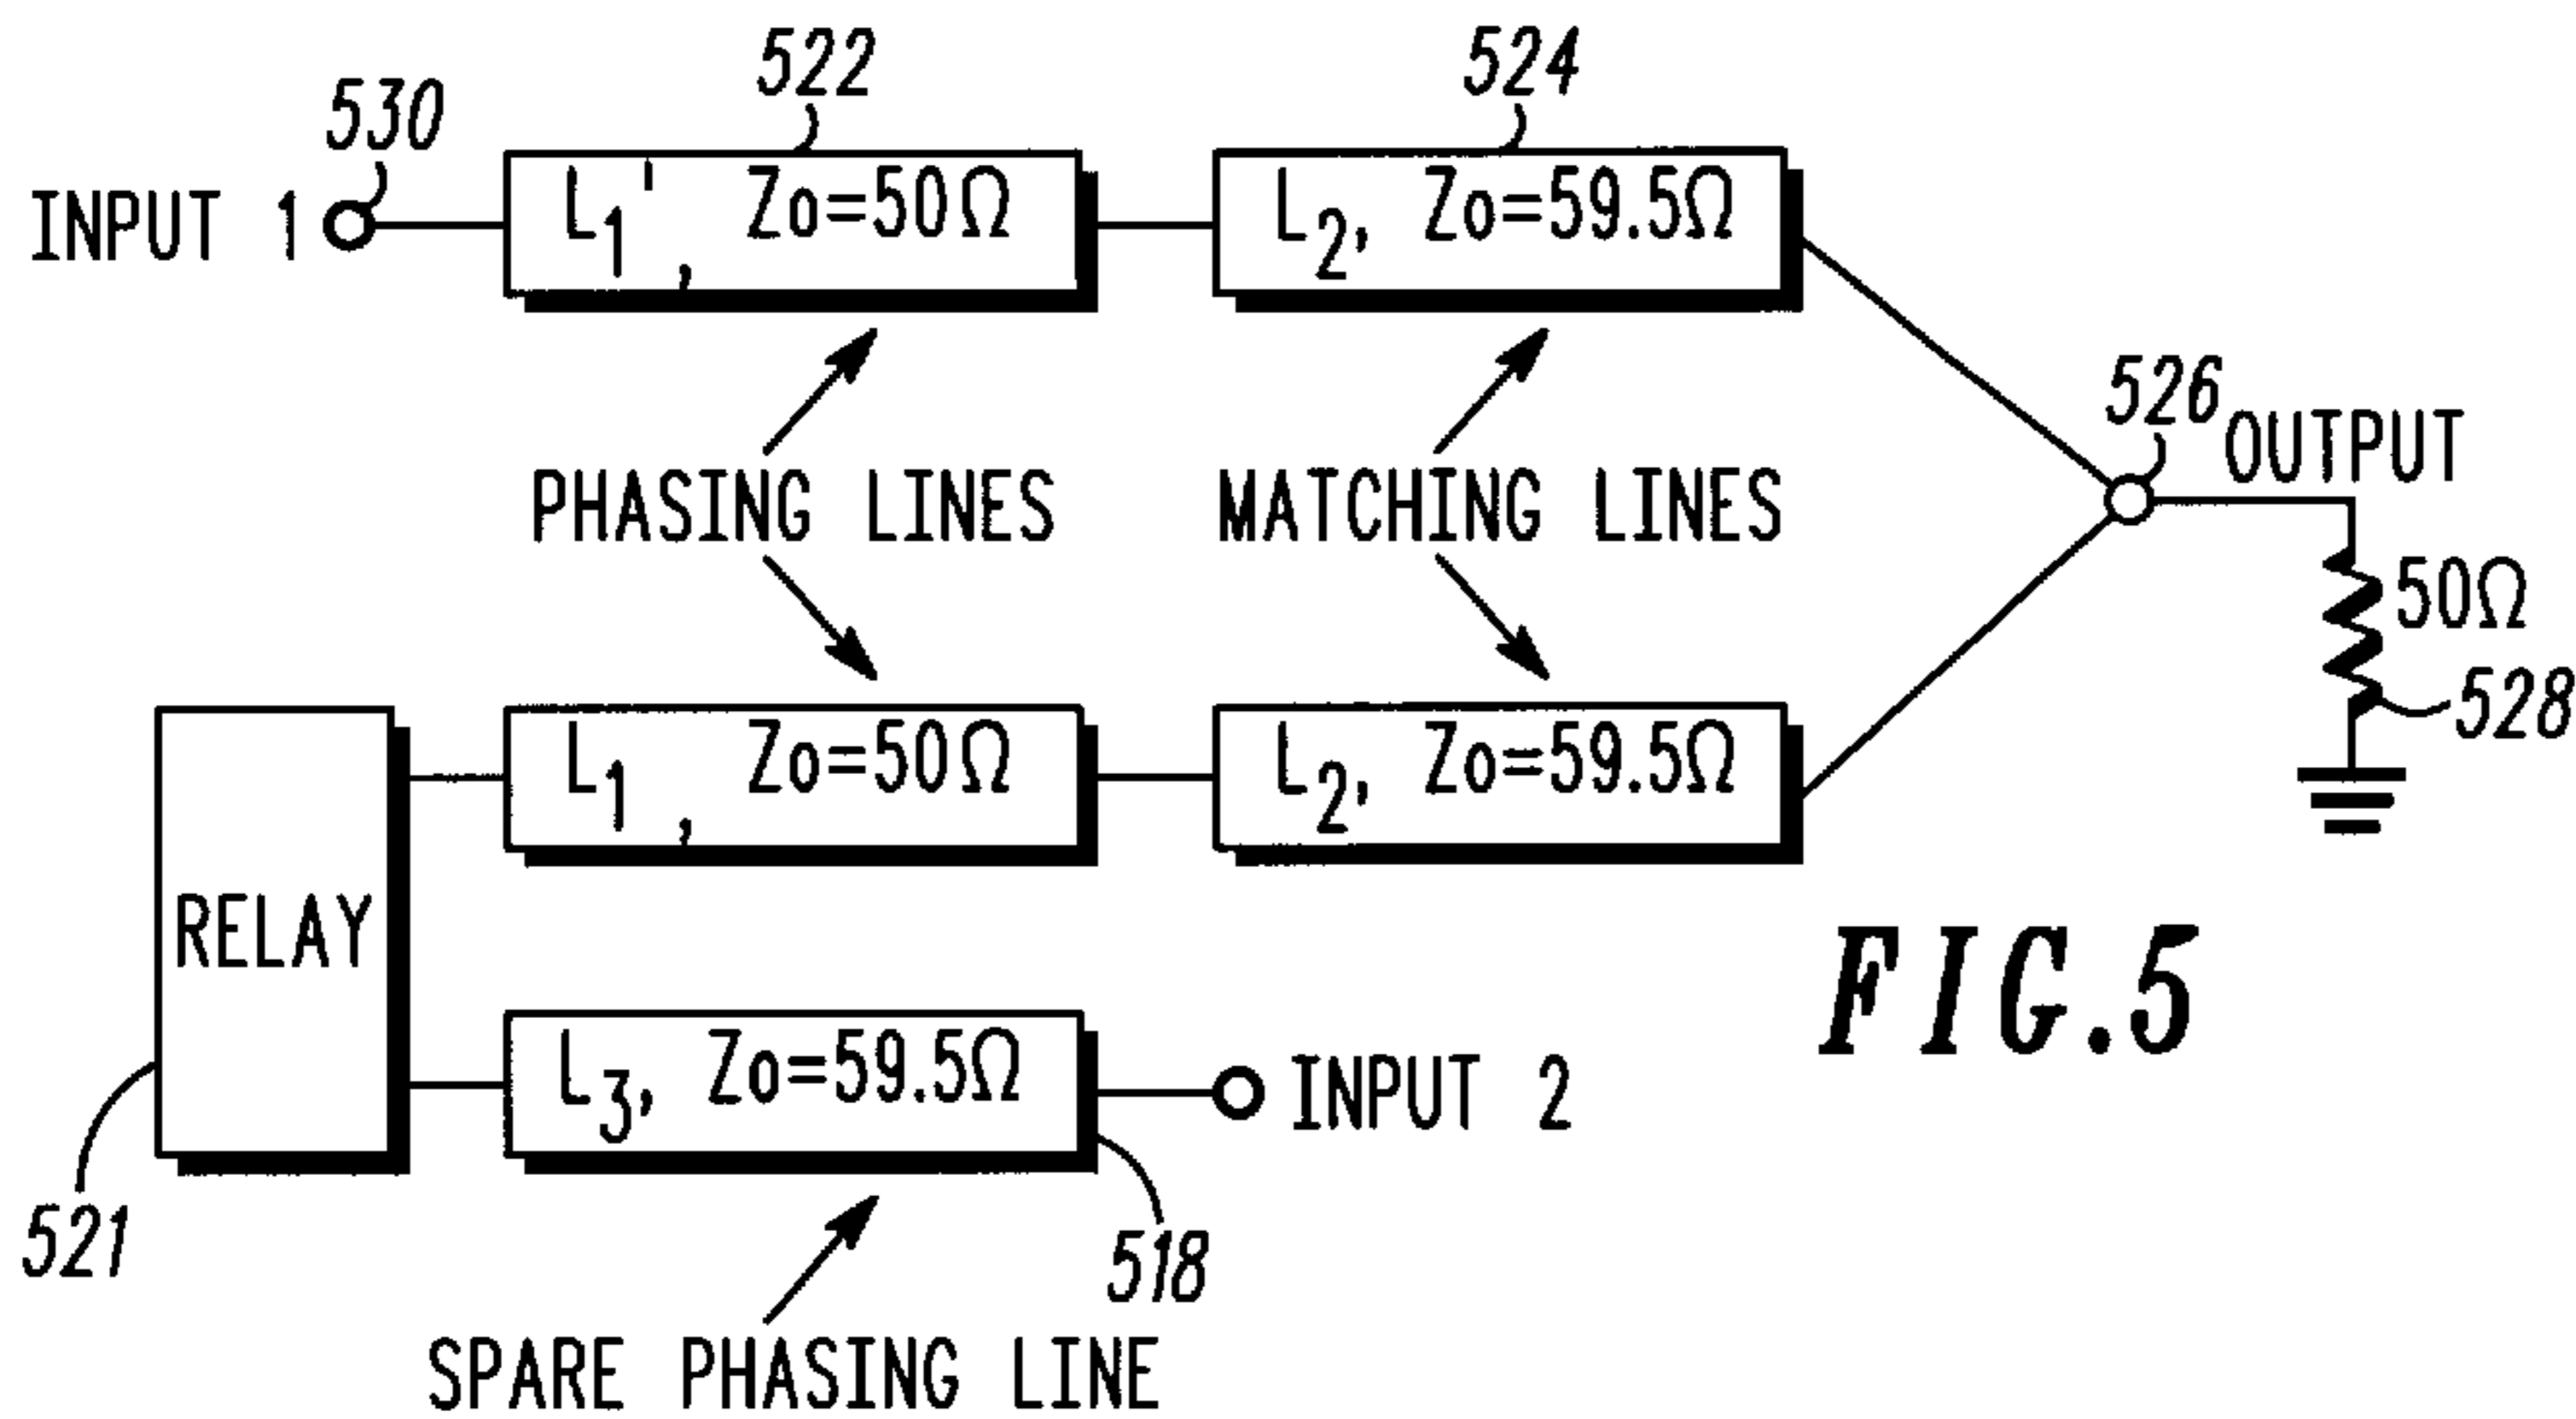 522
524
530
INPUT 1
L1', Zo=50Ω
L2, Zo=59.5Ω
526
OUTPUT
PHASING LINES
MATCHING LINES
50Ω
528
L1, Zo=50Ω
L2, Zo=59.5Ω
RELAY
FIG.5
L3, Zo=59.5Ω
INPUT 2
521
518
SPARE PHASING LINE